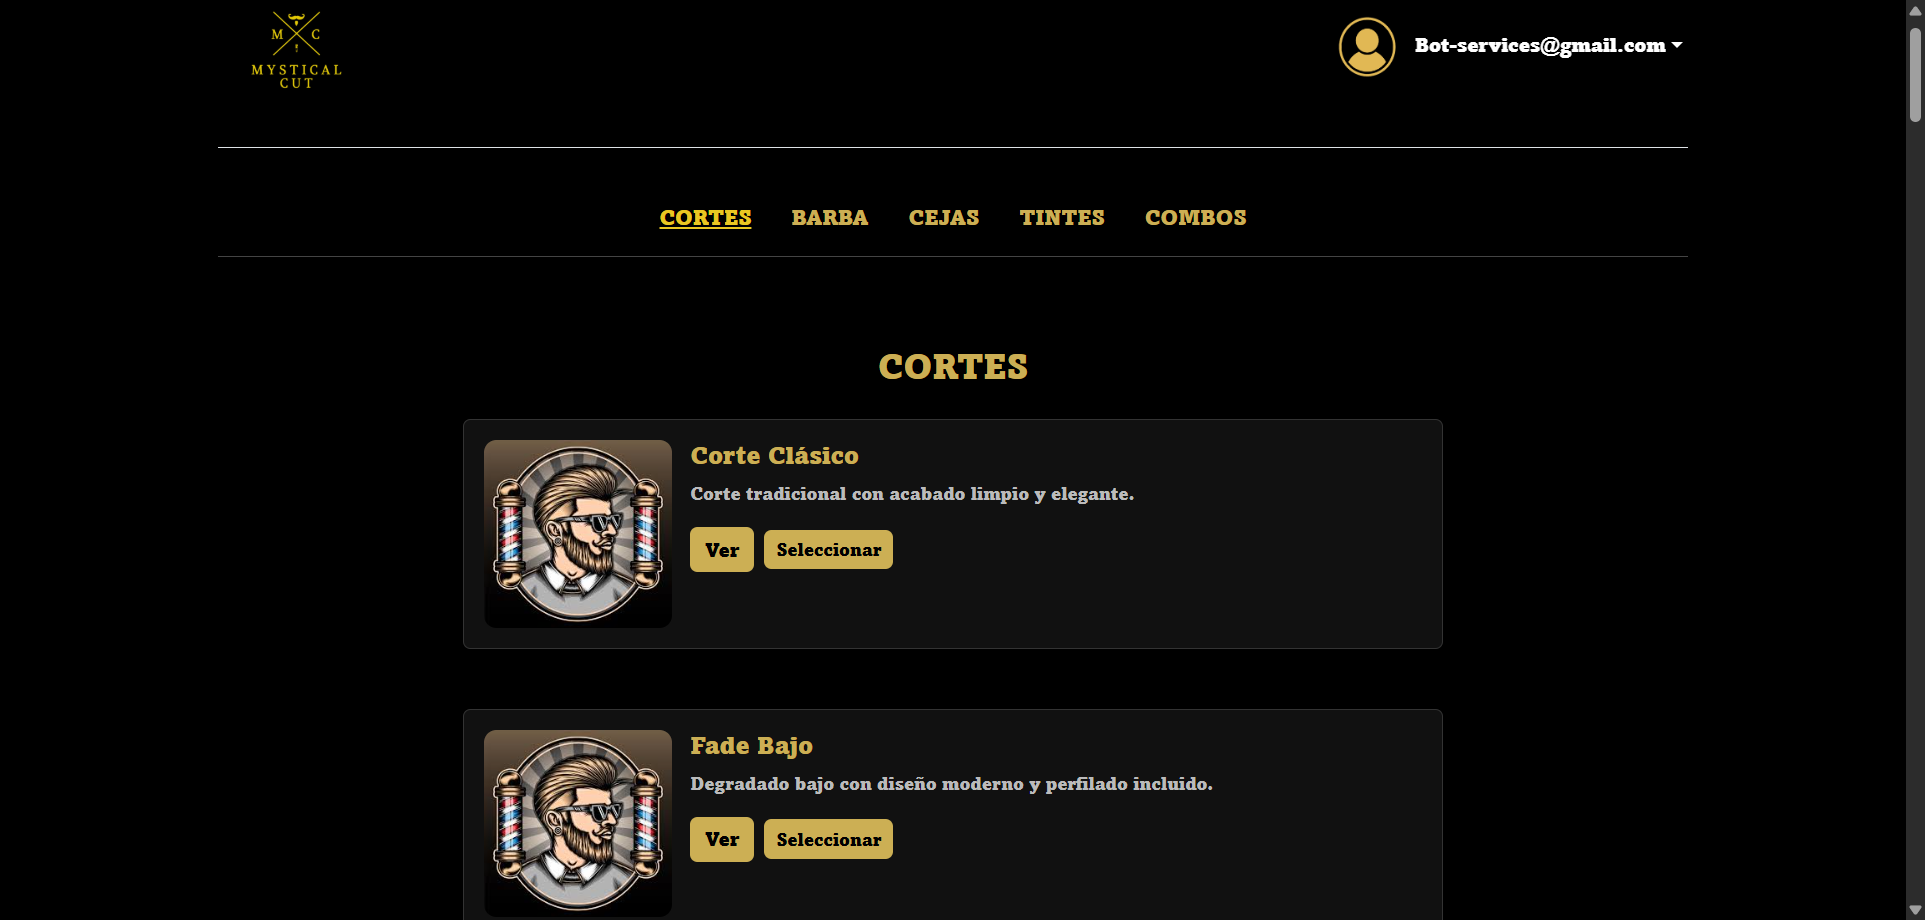 M C
MYSTICAL
CUT
Bot-services@gmail.com
CORTES BARBA CEJAS TINTES COMBOS
CORTES
Corte Clásico
Corte tradicional con acabado limpio y elegante.
Ver Seleccionar
Fade Bajo
Degradado bajo con diseño moderno y perfilado incluido.
Ver Seleccionar